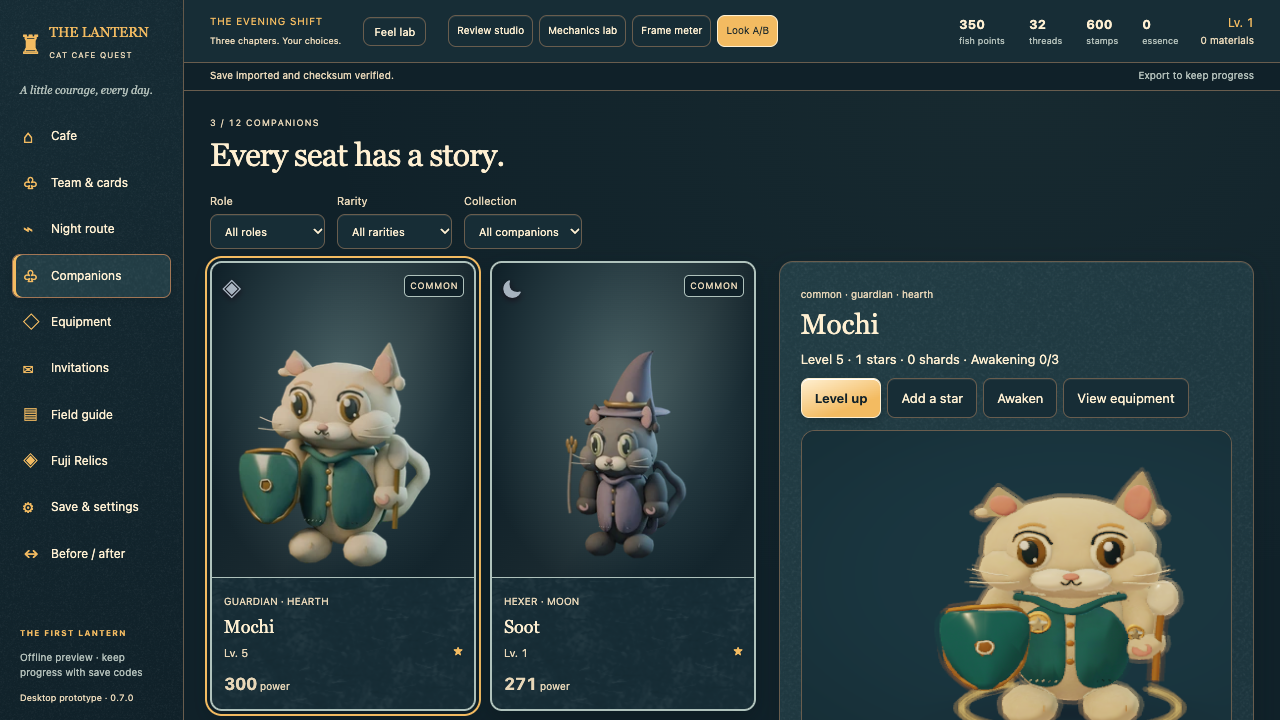 THE LANTERN
CAT CAFE QUEST
A little courage, every day.
Cafe
Team & cards
Night route
Companions
Equipment
Invitations
Field guide
Fuji Relics
Save & settings
Before / after
THE FIRST LANTERN
Offline preview · keep
progress with save codes
Desktop prototype · 0.7.0
THE EVENING SHIFT
Three chapters. Your choices.
Feel lab
Review studio
Mechanics lab
Frame meter
Look A/B
350
fish points
32
threads
600
stamps
0
essence
Lv. 1
0 materials
Save imported and checksum verified.
Export to keep progress
3 / 12 COMPANIONS
Every seat has a story.
Role
Rarity
Collection
All roles
All rarities
All companions
COMMON
GUARDIAN · HEARTH
Mochi
Lv. 5
300 power
COMMON
HEXER · MOON
Soot
Lv. 1
271 power
common · guardian · hearth
Mochi
Level 5 · 1 stars · 0 shards · Awakening 0/3
Level up
Add a star
Awaken
View equipment